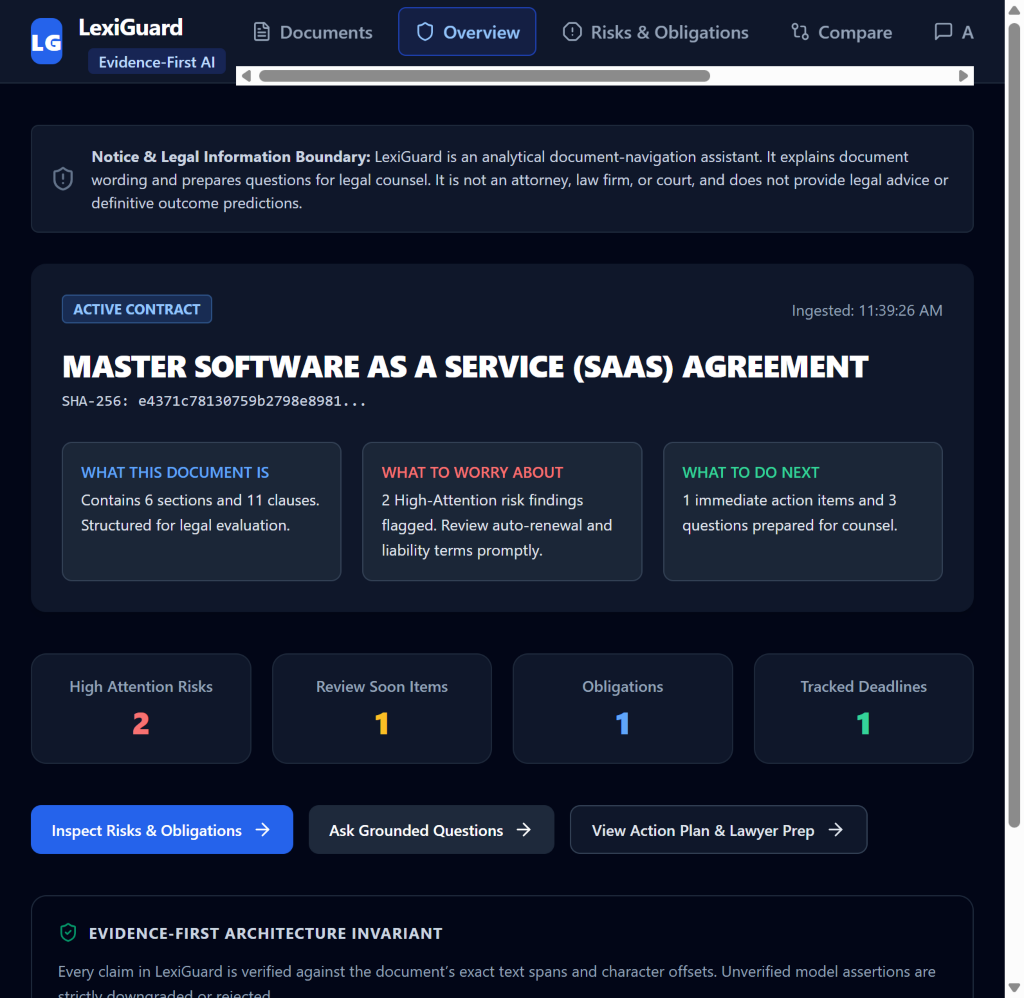 LG
LexiGuard
Evidence-First AI
Documents
Overview
Risks & Obligations
Compare
A
Notice & Legal Information Boundary: LexiGuard is an analytical document-navigation assistant. It explains document
wording and prepares questions for legal counsel. It is not an attorney, law firm, or court, and does not provide legal advice or
definitive outcome predictions.
ACTIVE CONTRACT
Ingested: 11:39:26 AM
MASTER SOFTWARE AS A SERVICE (SAAS) AGREEMENT
SHA-256: e4371c78130759b2798e8981...
WHAT THIS DOCUMENT IS
Contains 6 sections and 11 clauses.
Structured for legal evaluation.
WHAT TO WORRY ABOUT
2 High-Attention risk findings
flagged. Review auto-renewal and
liability terms promptly.
WHAT TO DO NEXT
1 immediate action items and 3
questions prepared for counsel.
High Attention Risks
2
Review Soon Items
1
Obligations
1
Tracked Deadlines
1
Inspect Risks & Obligations
Ask Grounded Questions
View Action Plan & Lawyer Prep
EVIDENCE-FIRST ARCHITECTURE INVARIANT
Every claim in LexiGuard is verified against the document's exact text spans and character offsets. Unverified model assertions are
strictly downgraded or rejected.